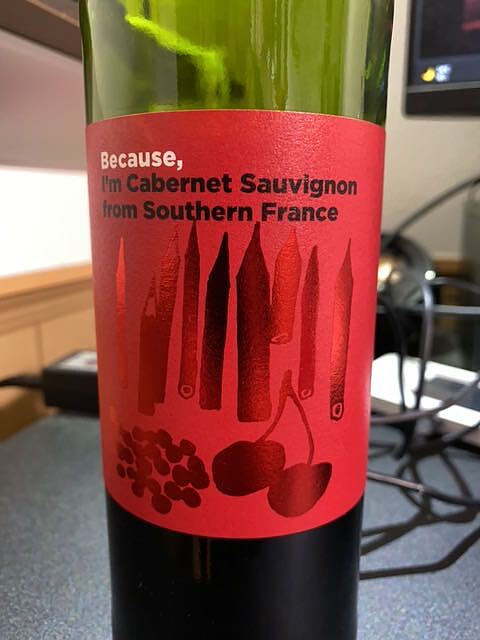 Because,
I'm Cabernet Sauvignon
from Southern France